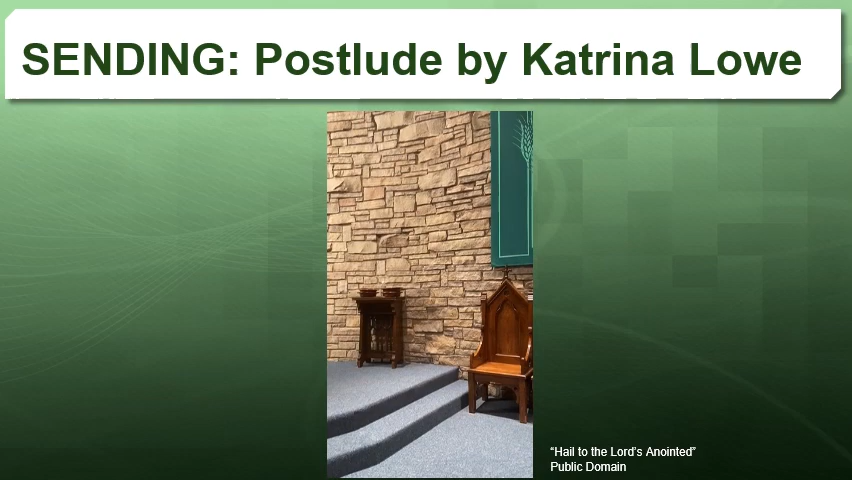 SENDING: Postlude by Katrina Lowe
“Hail to the Lord’s Anointed”
Public Domain